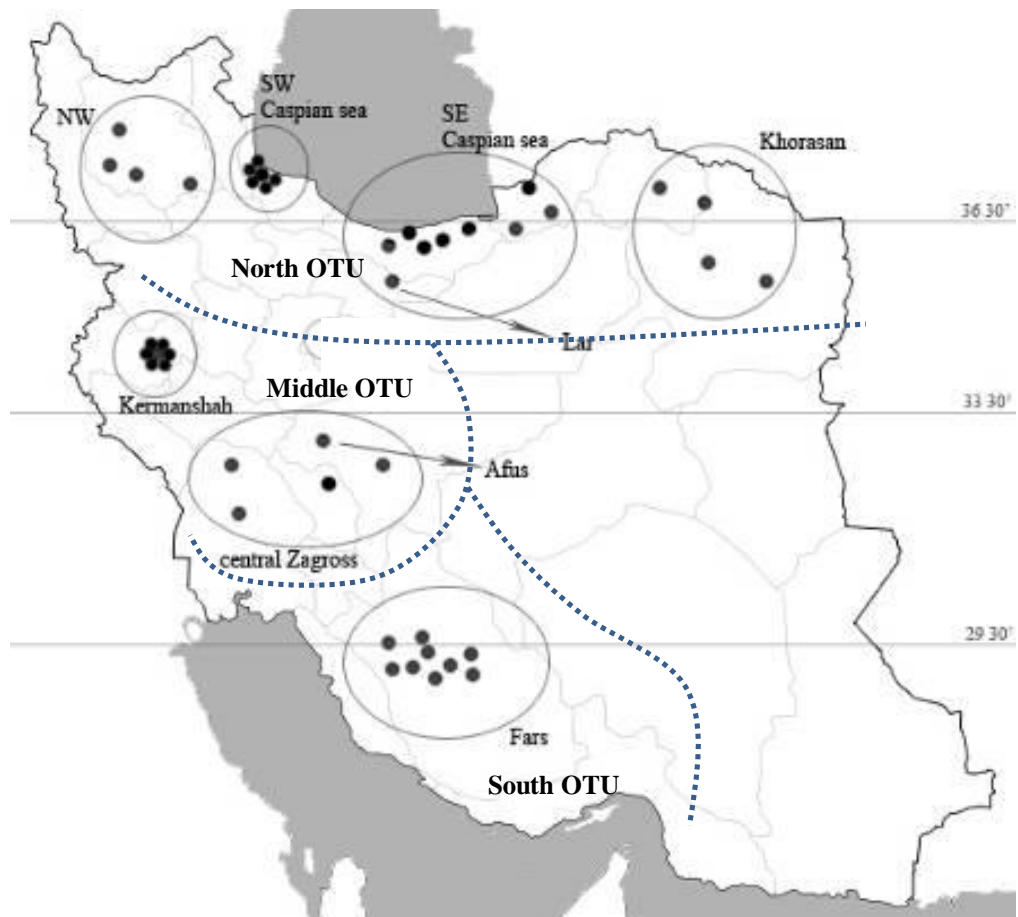 SW
Caspian sea
NW
SE
Caspian sea
Khorasan
36 30'
North OTU
Lar
Middle OTU
Kermanshah
33 30'
Afus
central Zagross
29 30'
Fars
South OTU